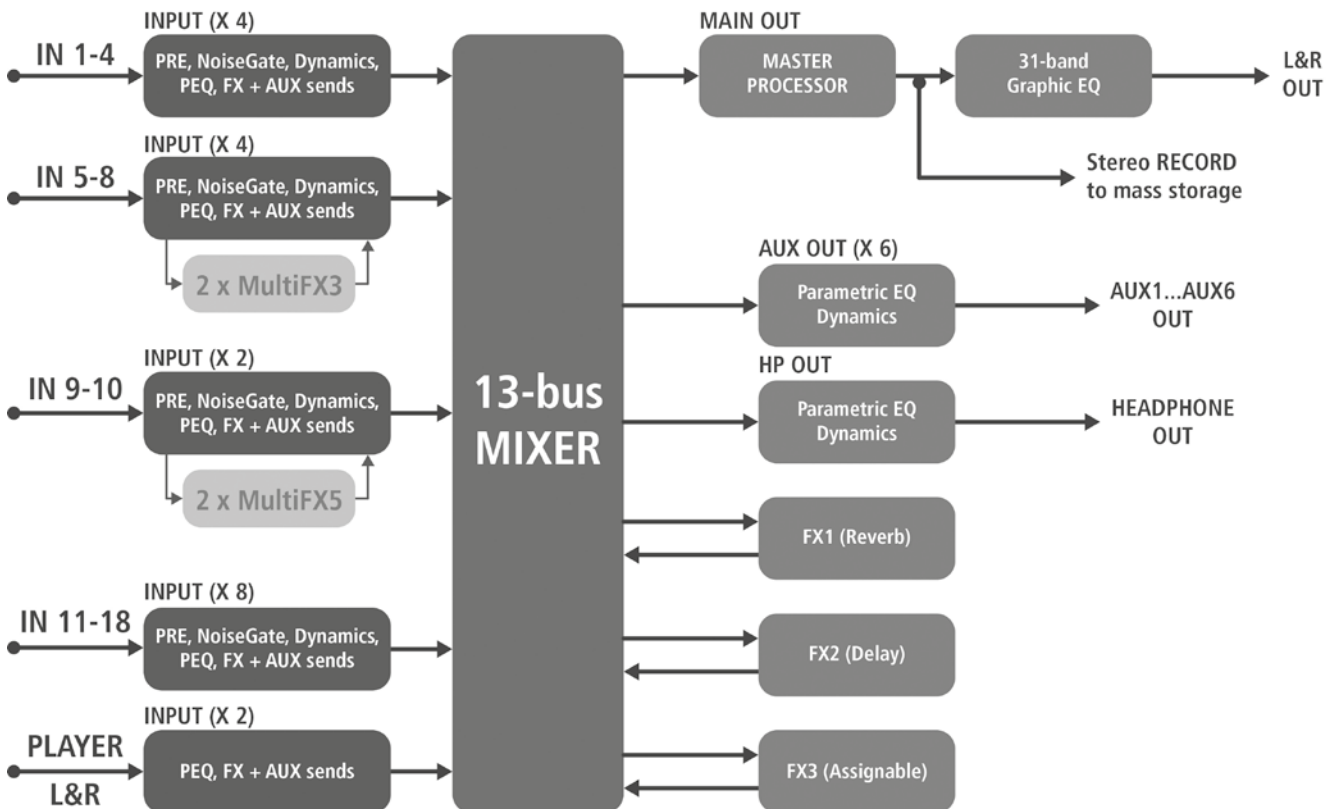 INPUT (X 4)
IN 1-4
PRE, NoiseGate, Dynamics,
PEQ, FX + AUX sends
INPUT (X 4)
IN 5-8
PRE, NoiseGate, Dynamics,
PEQ, FX + AUX sends
2 x MultiFX3
INPUT (X 2)
IN 9-10
PRE, NoiseGate, Dynamics,
PEQ, FX + AUX sends
2 x MultiFX5
INPUT (X 8)
IN 11-18
PRE, NoiseGate, Dynamics,
PEQ, FX + AUX sends
INPUT (X 2)
PLAYER
L&R
PEQ, FX + AUX sends
13-bus
MIXER
MAIN OUT
MASTER
PROCESSOR
31-band
Graphic EQ
L&R
OUT
Stereo RECORD
to mass storage
AUX OUT (X 6)
Parametric EQ
Dynamics
AUX1...AUX6
OUT
HP OUT
Parametric EQ
Dynamics
HEADPHONE
OUT
FX1 (Reverb)
FX2 (Delay)
FX3 (Assignable)